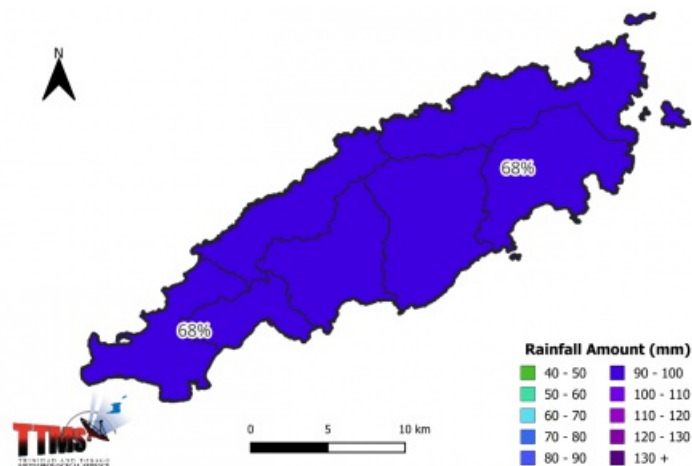 N
68%
68%
Rainfall Amount (mm)
40 - 50
90 - 100
50 - 60
100 - 110
60 - 70
110 - 120
70 - 80
120 - 130
80 - 90
130 +
0
5
10 km
TTMS